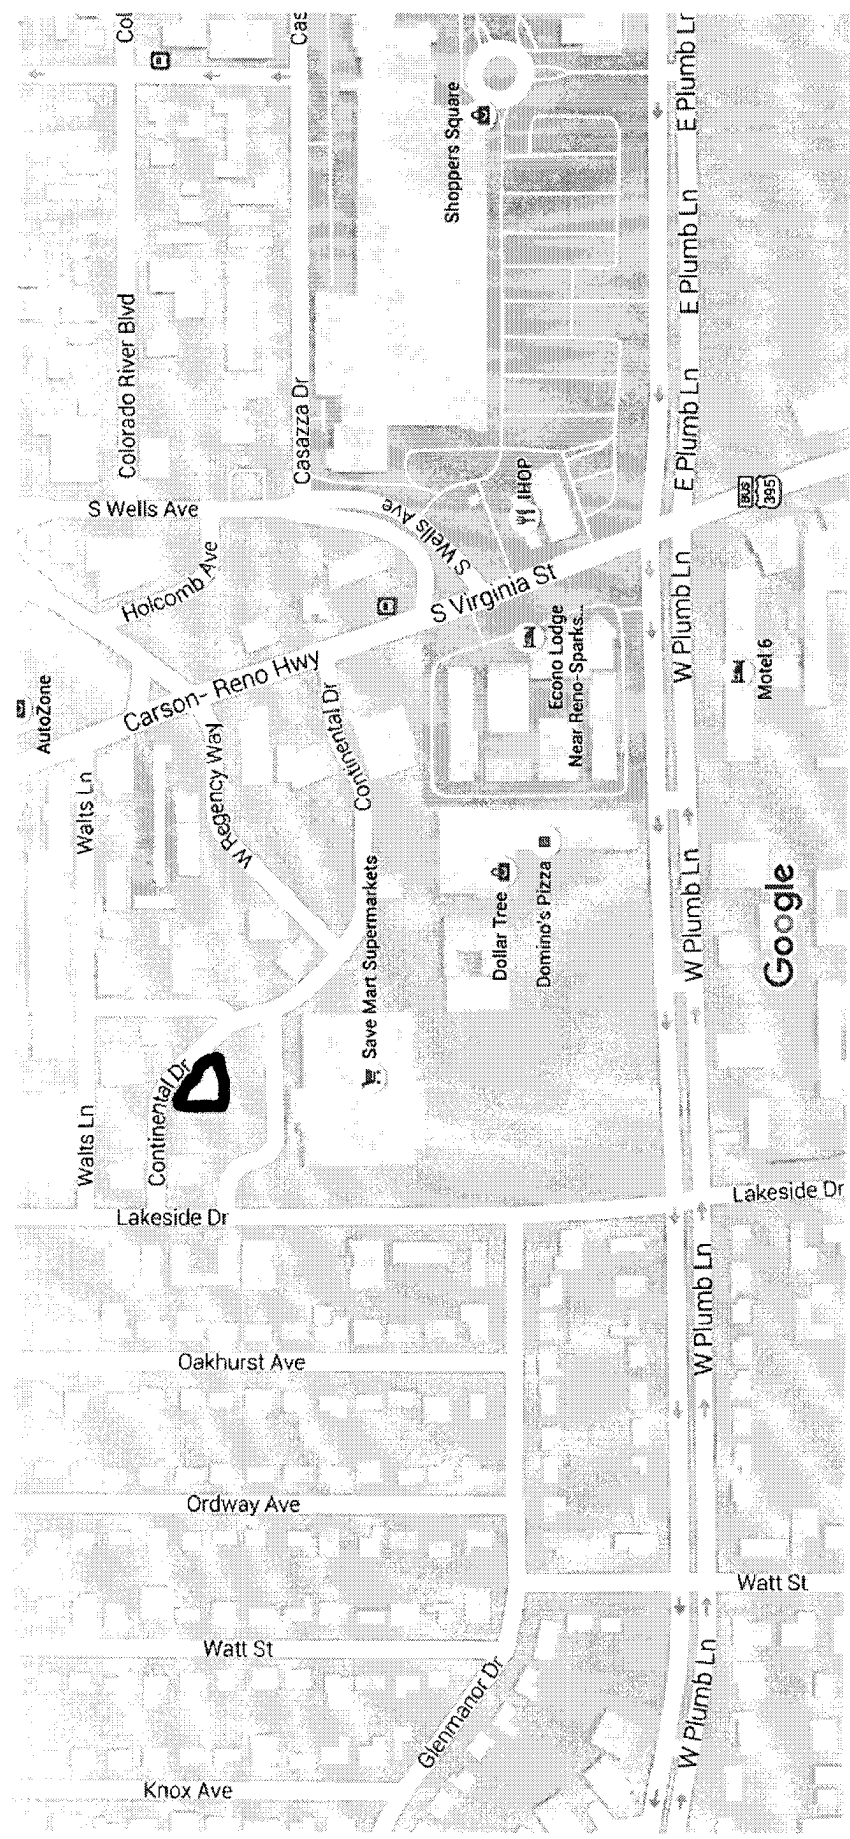 Col
Cas
E Plumb Ln
Shoppers Square
E Plumb Ln
Colorado River Blvd
Casazza Dr
E Plumb Ln
IHOP
BUS
395
S Wells Ave
S Wells Ave
Holcomb Ave
S Virginia St
W Plumb Ln
Econo Lodge
Near Reno-Sparks...
Motel 6
AutoZone
Carson- Reno Hwy
Continental Dr
W Regency Way
Walts Ln
Continental Dr
Save Mart Supermarkets
Dollar Tree
Domino's Pizza
W Plumb Ln
Google
Continental Dr
Walts Ln
Lakeside Dr
Lakeside Dr
W Plumb Ln
Oakhurst Ave
Ordway Ave
Watt St
Watt St
Glenmanor Dr
W Plumb Ln
Knox Ave